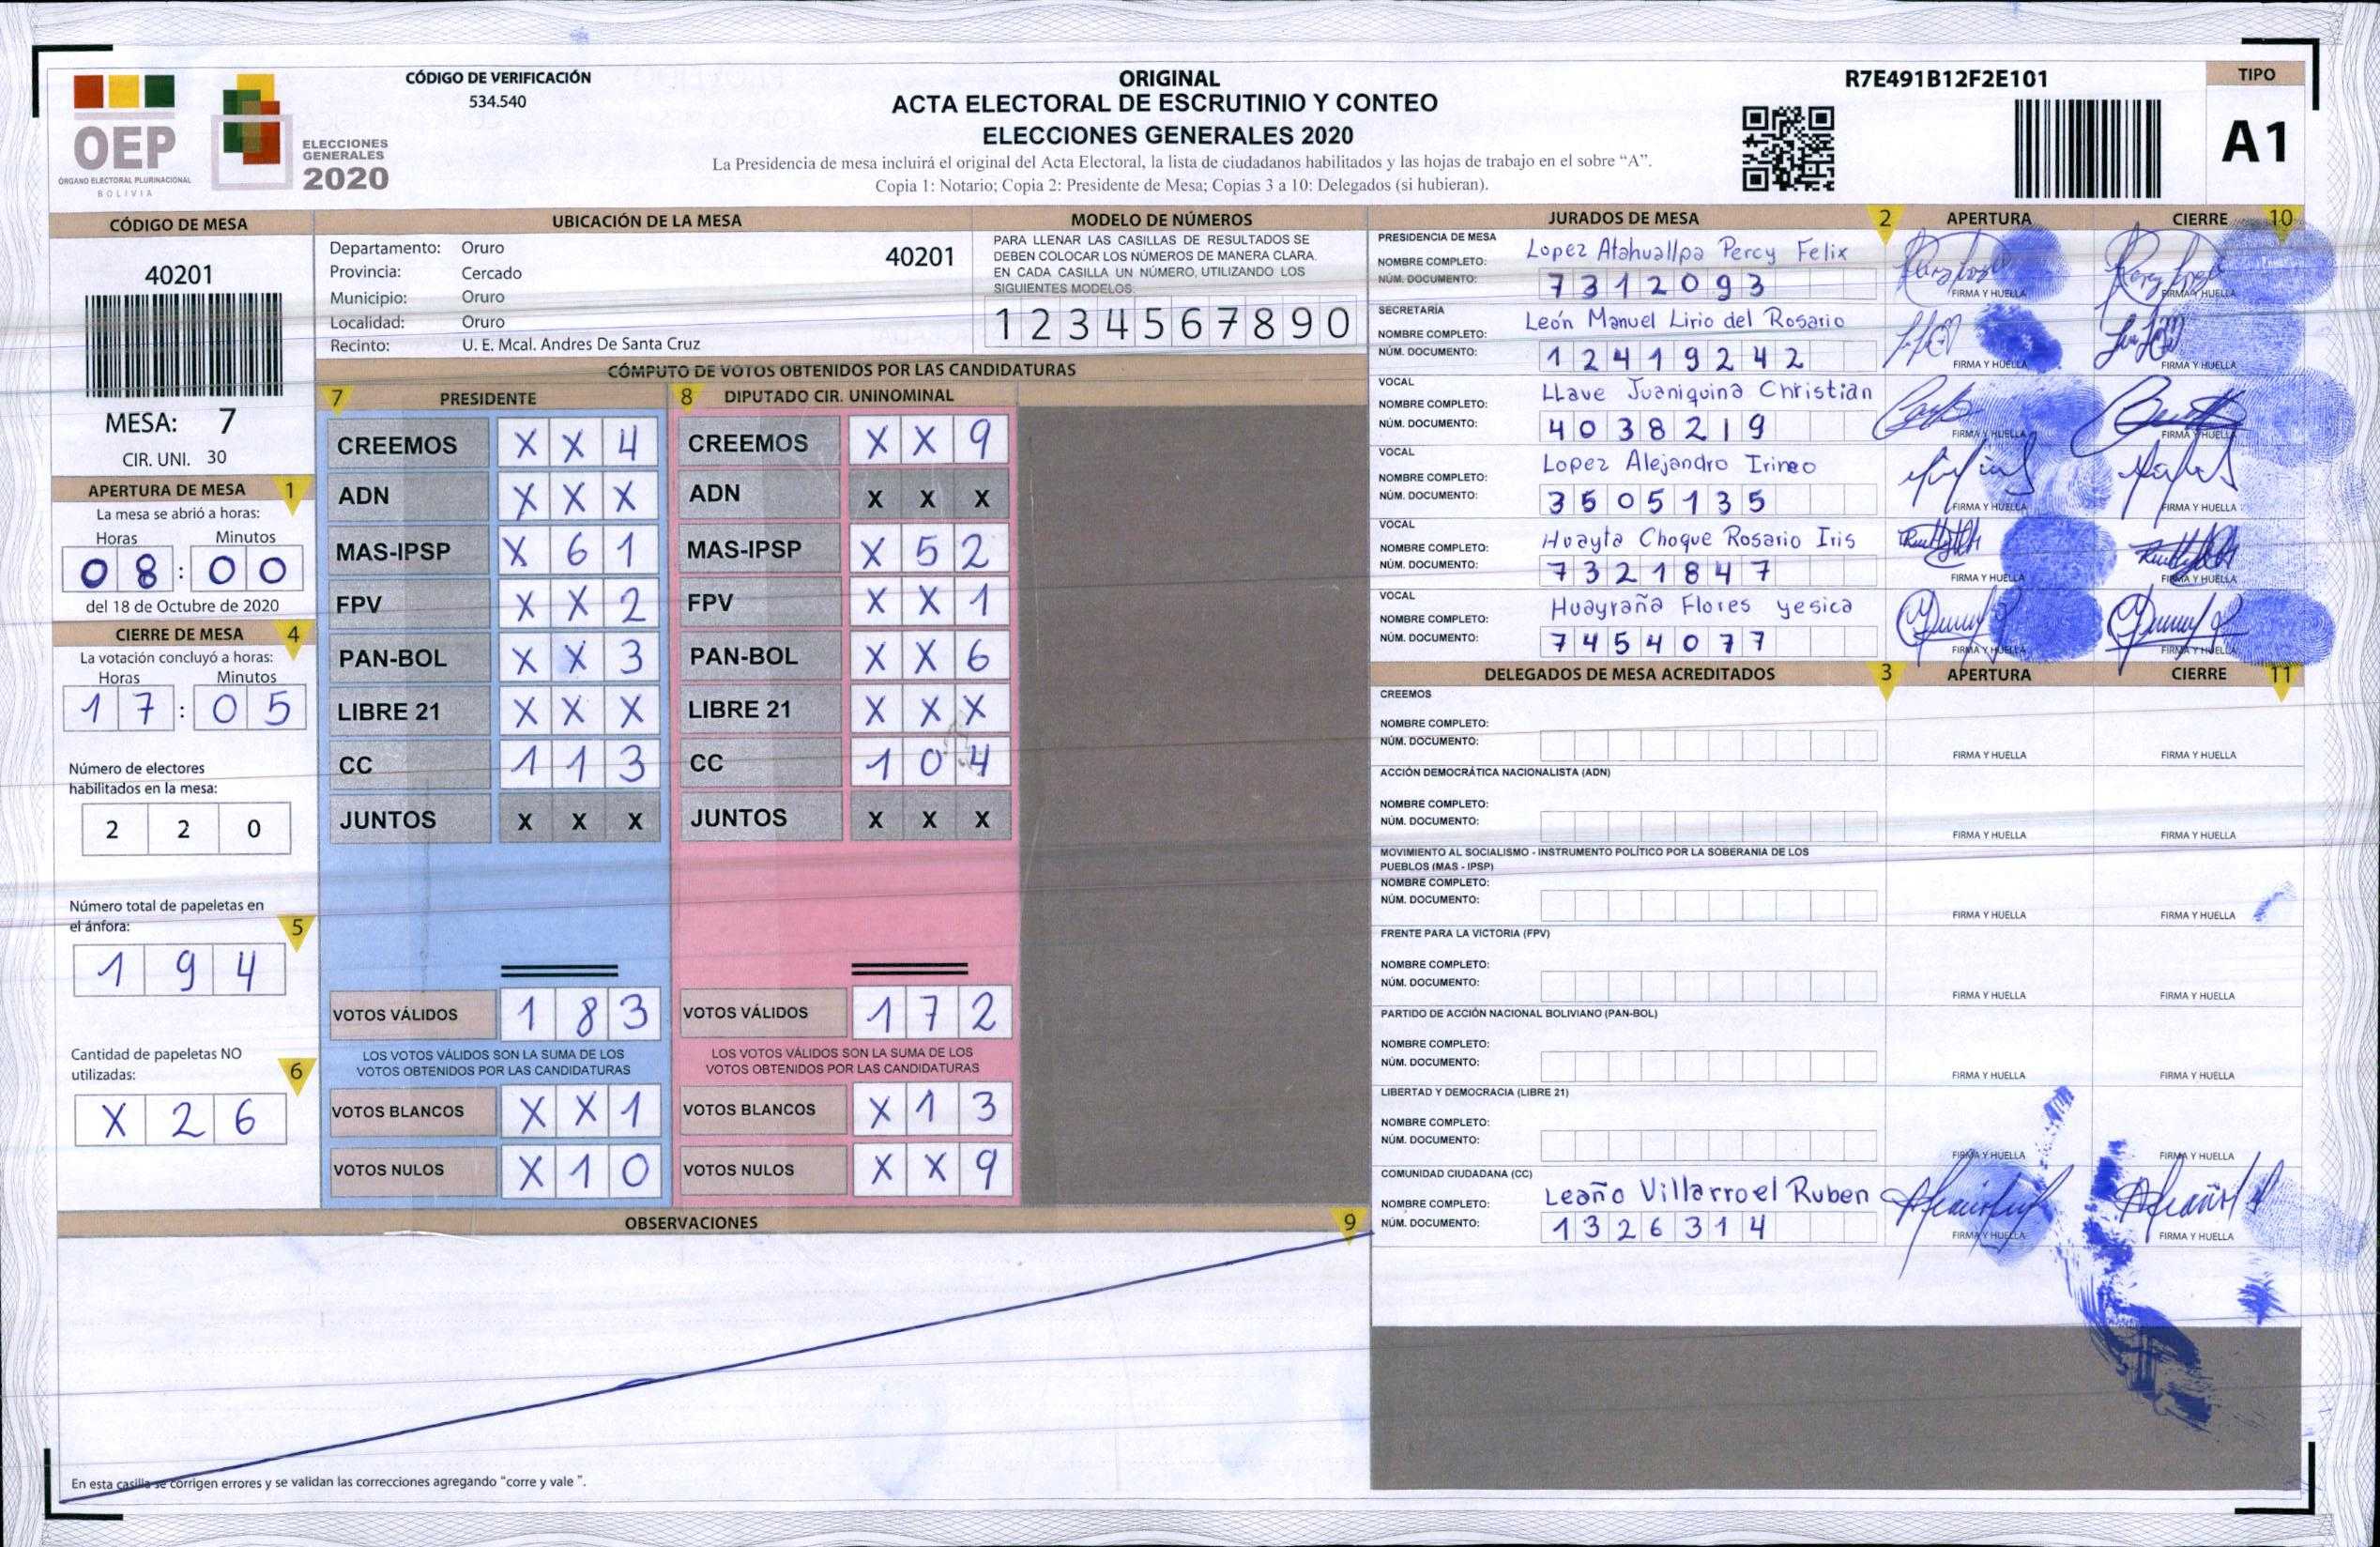 OEP
ÓRGANO ELECTORAL PLURINACIONAL
BOLIVIA
ELECCIONES
GENERALES
2020
CÓDIGO DE VERIFICACIÓN
534.540
ORIGINAL
ACTA ELECTORAL DE ESCRUTINIO Y CONTEO
ELECCIONES GENERALES 2020
La Presidencia de mesa incluirá el original del Acta Electoral, la lista de ciudadanos habilitados y las hojas de trabajo en el sobre “A”.
Copia 1: Notario; Copia 2: Presidente de Mesa; Copias 3 a 10: Delegados (si hubieran).
R7E491B12F2E101
TIPO
A1
CÓDIGO DE MESA
40201
MESA: 7
CIR. UNI. 30
APERTURA DE MESA 1
La mesa se abrió a horas:
Horas Minutos
08:00
del 18 de Octubre de 2020
CIERRE DE MESA 4
La votación concluyó a horas:
Horas Minutos
17:05
Número de electores
habilitados en la mesa:
2 2 0
Número total de papeletas en
el ánfora: 5
1 9 4
Cantidad de papeletas NO
utilizadas: 6
X 2 6
UBICACIÓN DE LA MESA
Departamento: Oruro 40201
Provincia: Cercado
Municipio: Oruro
Localidad: Oruro
Recinto: U. E. Mcal. Andres De Santa Cruz
MODELO DE NÚMEROS
PARA LLENAR LAS CASILLAS DE RESULTADOS SE
DEBEN COLOCAR LOS NÚMEROS DE MANERA CLARA.
EN CADA CASILLA UN NÚMERO, UTILIZANDO LOS
SIGUIENTES MODELOS:
1 2 3 4 5 6 7 8 9 0
CÓMPUTO DE VOTOS OBTENIDOS POR LAS CANDIDATURAS
7 PRESIDENTE 8 DIPUTADO CIR. UNINOMINAL
CREEMOS X X 4 CREEMOS X X 9
ADN X X X ADN X X X
MAS-IPSP X 6 1 MAS-IPSP X 5 2
FPV X X 2 FPV X X 1
PAN-BOL X X 3 PAN-BOL X X 6
LIBRE 21 X X X LIBRE 21 X X X
CC 1 1 3 CC 1 0 4
JUNTOS X X X JUNTOS X X X
VOTOS VÁLIDOS 1 8 3 VOTOS VÁLIDOS 1 7 2
LOS VOTOS VÁLIDOS SON LA SUMA DE LOS LOS VOTOS VÁLIDOS SON LA SUMA DE LOS
VOTOS OBTENIDOS POR LAS CANDIDATURAS VOTOS OBTENIDOS POR LAS CANDIDATURAS
VOTOS BLANCOS X X 1 VOTOS BLANCOS X 1 3
VOTOS NULOS X 1 0 VOTOS NULOS X X 9
OBSERVACIONES 9
En esta casilla se corrigen errores y se validan las correcciones agregando "corre y vale ".
JURADOS DE MESA 2 APERTURA CIERRE 10
PRESIDENCIA DE MESA
NOMBRE COMPLETO: Lopez Atahuallpa Percy Felix
NÚM. DOCUMENTO: 7312093
FIRMA Y HUELLA FIRMA Y HUELLA
SECRETARÍA
NOMBRE COMPLETO: León Manuel Lirio del Rosario
NÚM. DOCUMENTO: 12419242
FIRMA Y HUELLA FIRMA Y HUELLA
VOCAL
NOMBRE COMPLETO: LLave Juaniquina Christian
NÚM. DOCUMENTO: 4038219
FIRMA Y HUELLA FIRMA Y HUELLA
VOCAL
NOMBRE COMPLETO: Lopez Alejandro Irineo
NÚM. DOCUMENTO: 3505135
FIRMA Y HUELLA FIRMA Y HUELLA
VOCAL
NOMBRE COMPLETO: Huayta Choque Rosario Iris
NÚM. DOCUMENTO: 7321847
FIRMA Y HUELLA FIRMA Y HUELLA
VOCAL
NOMBRE COMPLETO: Huayraña Flores yesica
NÚM. DOCUMENTO: 7454077
FIRMA Y HUELLA FIRMA Y HUELLA
DELEGADOS DE MESA ACREDITADOS 3 APERTURA CIERRE 11
CREEMOS
NOMBRE COMPLETO:
NÚM. DOCUMENTO:
FIRMA Y HUELLA FIRMA Y HUELLA
ACCIÓN DEMOCRÁTICA NACIONALISTA (ADN)
NOMBRE COMPLETO:
NÚM. DOCUMENTO:
FIRMA Y HUELLA FIRMA Y HUELLA
MOVIMIENTO AL SOCIALISMO - INSTRUMENTO POLÍTICO POR LA SOBERANIA DE LOS
PUEBLOS (MAS - IPSP)
NOMBRE COMPLETO:
NÚM. DOCUMENTO:
FIRMA Y HUELLA FIRMA Y HUELLA
FRENTE PARA LA VICTORIA (FPV)
NOMBRE COMPLETO:
NÚM. DOCUMENTO:
FIRMA Y HUELLA FIRMA Y HUELLA
PARTIDO DE ACCIÓN NACIONAL BOLIVIANO (PAN-BOL)
NOMBRE COMPLETO:
NÚM. DOCUMENTO:
FIRMA Y HUELLA FIRMA Y HUELLA
LIBERTAD Y DEMOCRACIA (LIBRE 21)
NOMBRE COMPLETO:
NÚM. DOCUMENTO:
FIRMA Y HUELLA FIRMA Y HUELLA
COMUNIDAD CIUDADANA (CC)
NOMBRE COMPLETO: Leaño Villarroel Ruben
NÚM. DOCUMENTO: 1326314
FIRMA Y HUELLA FIRMA Y HUELLA